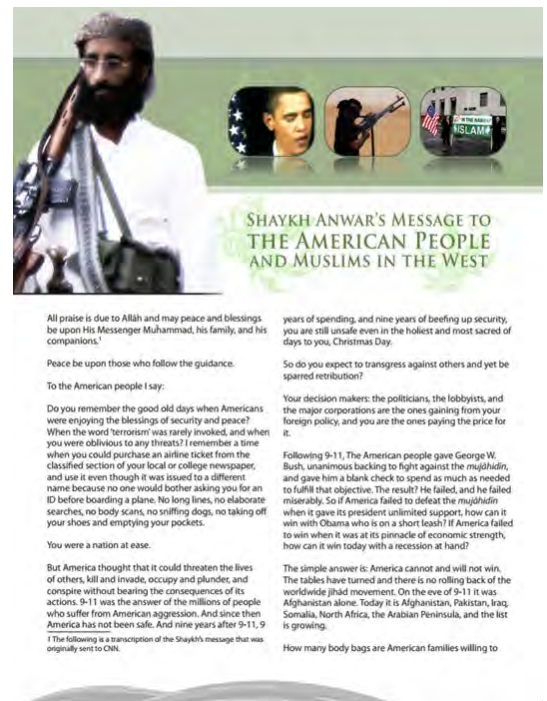 SHAYKH ANWAR'S MESSAGE TO
THE AMERICAN PEOPLE
AND MUSLIMS IN THE WEST
ISLAM
All praise is due to Allāh and may peace and blessings
be upon His Messenger Muḥammad, his family, and his
companions.¹
Peace be upon those who follow the guidance.
To the American people I say:
Do you remember the good old days when Americans
were enjoying the blessings of security and peace?
When the word 'terrorism' was rarely invoked, and when
you were oblivious to any threats? I remember a time
when you could purchase an airline ticket from the
classified section of your local or college newspaper,
and use it even though it was issued to a different
name because no one would bother asking you for an
ID before boarding a plane. No long lines, no elaborate
searches, no body scans, no sniffing dogs, no taking off
your shoes and emptying your pockets.
You were a nation at ease.
But America thought that it could threaten the lives
of others, kill and invade, occupy and plunder, and
conspire without bearing the consequences of its
actions. 9-11 was the answer of the millions of people
who suffer from American aggression. And since then
America has not been safe. And nine years after 9-11, 9
1 The following is a transcription of the Shaykh's message that was
originally sent to CNN.
years of spending, and nine years of beefing up security,
you are still unsafe even in the holiest and most sacred of
days to you, Christmas Day.
So do you expect to transgress against others and yet be
sparred retribution?
Your decision makers: the politicians, the lobbyists, and
the major corporations are the ones gaining from your
foreign policy, and you are the ones paying the price for
it.
Following 9-11, The American people gave George W.
Bush, unanimous backing to fight against the mujāhidīn,
and gave him a blank check to spend as much as needed
to fulfill that objective. The result? He failed, and he failed
miserably. So if America failed to defeat the mujāhidīn
when it gave its president unlimited support, how can it
win with Obama who is on a short leash? If America failed
to win when it was at its pinnacle of economic strength,
how can it win today with a recession at hand?
The simple answer is: America cannot and will not win.
The tables have turned and there is no rolling back of the
worldwide jihād movement. On the eve of 9-11 it was
Afghanistan alone. Today it is Afghanistan, Pakistan, Iraq,
Somalia, North Africa, the Arabian Peninsula, and the list
is growing.
How many body bags are American families willing to